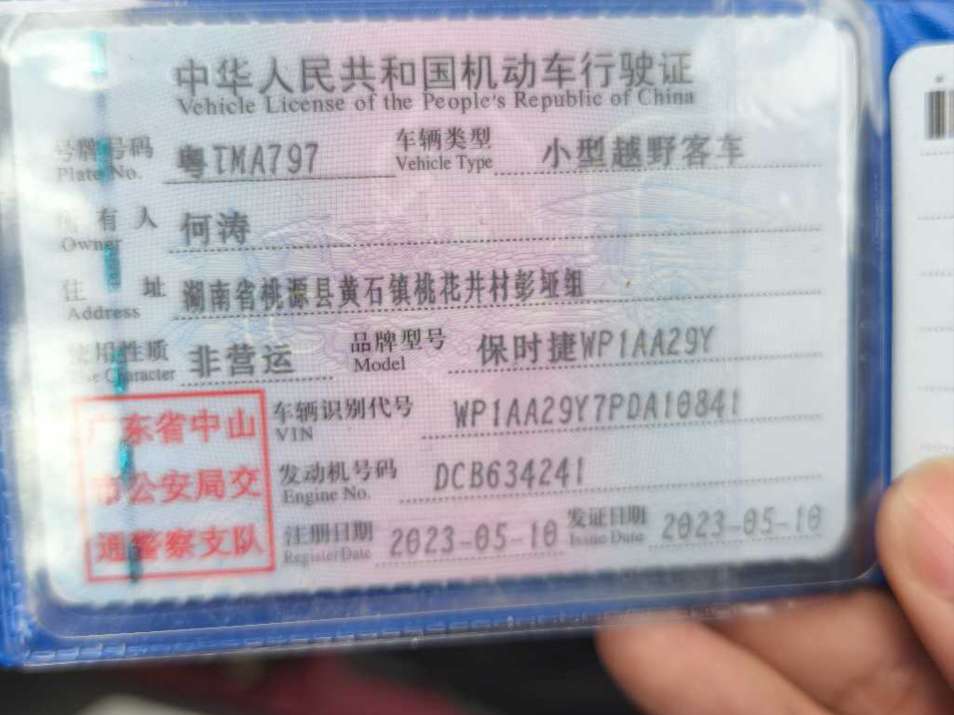 中华人民共和国机动车行驶证
Vehicle License of the People's Republic of China
号牌号码 粤TMA797 车辆类型 小型越野客车
Plate No. Vehicle Type
所有人 何涛
Owner
住址 湖南省桃源县黄石镇桃花井村彭垭组
Address
使用性质 非营运 品牌型号 保时捷WP1AA29Y
Use Character Model
广东省中山
市公安局交
通警察支队
车辆识别代号 WP1AA29Y7PDA10841
VIN
发动机号码 DCB634241
Engine No.
注册日期 2023-05-10 发证日期 2023-05-10
Register Date Issue Date